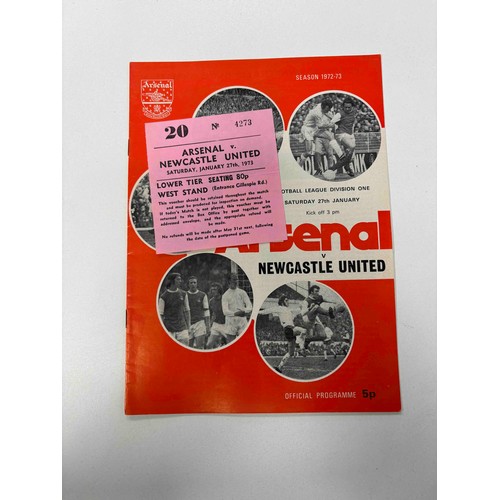 Arsenal
SEASON 1972-73
20 No 4273
ARSENAL
v.
NEWCASTLE UNITED
SATURDAY, JANUARY 27th, 1973
LOWER TIER SEATING 80p
WEST STAND (Entrance Gillespie Rd.)
This voucher should be retained throughout the match
and must be produced for inspection on demand.
If today's Match is not played, this voucher must be
returned to the Box Office by post together with
addressed envelope, and the appropriate refund will
be made.
No refunds will be made after May 31st next, following
the date of the postponed game.
FOOTBALL LEAGUE DIVISION ONE
SATURDAY 27th JANUARY
Kick off 3 pm
Arsenal
v
NEWCASTLE UNITED
OFFICIAL PROGRAMME 5p